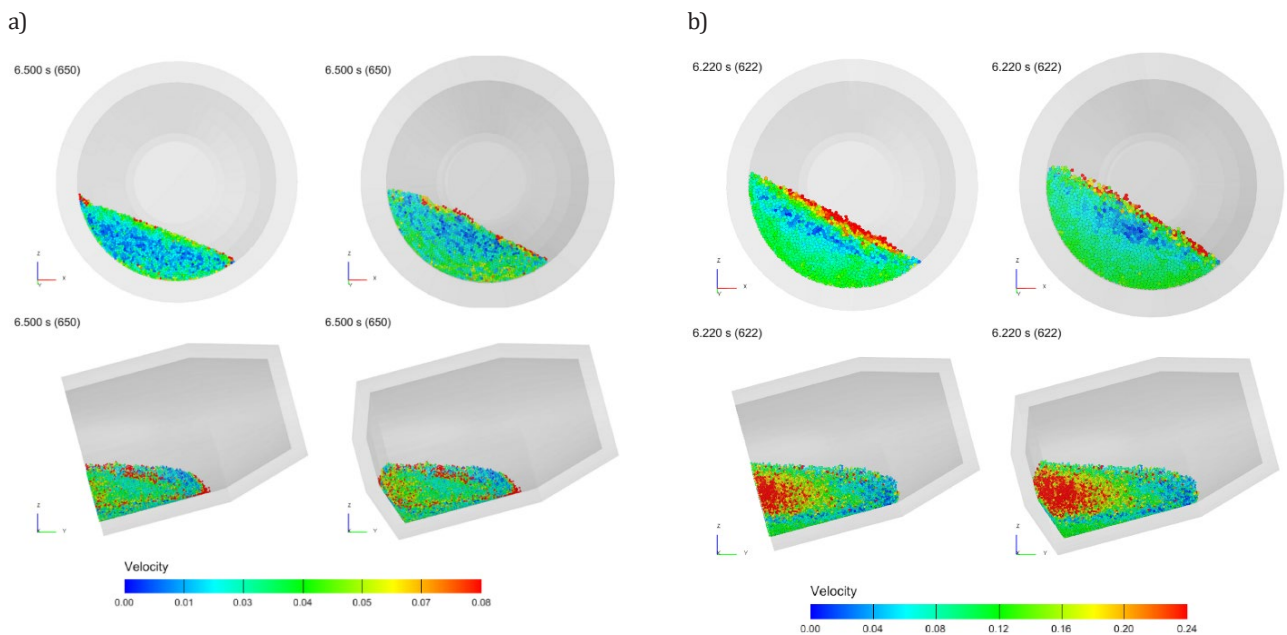 a)
b)
6.500 s (650)
6.500 s (650)
6.220 s (622)
6.220 s (622)
Z
X
Y
Z
X
Y
Z
X
Y
Z
X
Y
6.500 s (650)
6.500 s (650)
6.220 s (622)
6.220 s (622)
Z
X
Y
Z
X
Y
Z
X
Y
Z
X
Y
Velocity
0.00 0.01 0.03 0.04 0.05 0.07 0.08
Velocity
0.00 0.04 0.08 0.12 0.16 0.20 0.24